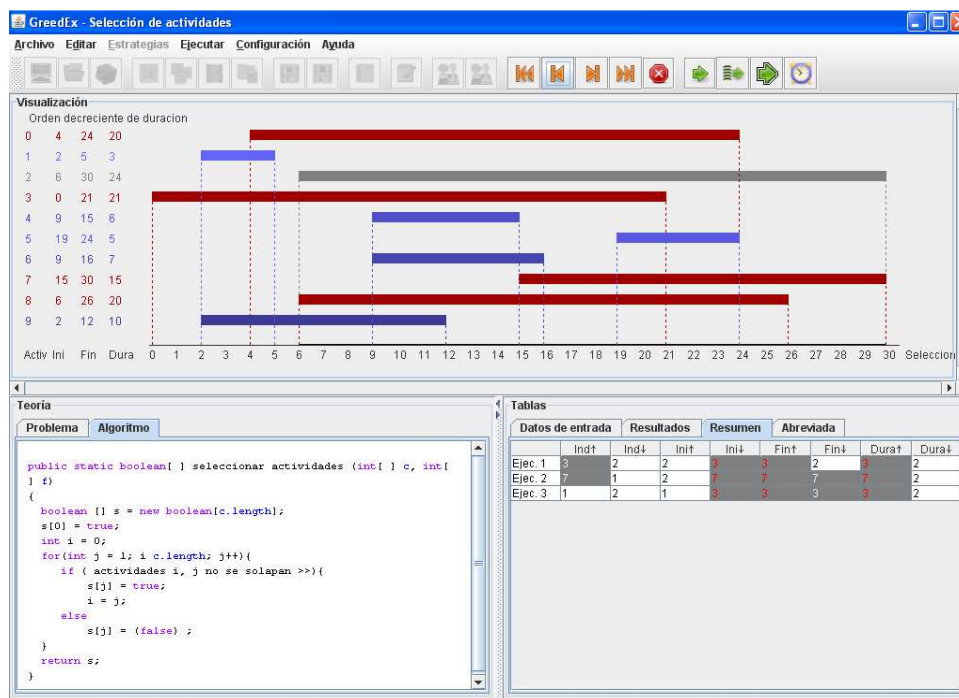 GreedEx - Selección de actividades
Archivo Editar Estrategias Ejecutar Configuración Ayuda
Visualización
Orden decreciente de duracion
0 4 24 20
1 2 5 3
2 6 30 24
3 0 21 21
4 9 15 6
5 19 24 5
6 9 16 7
7 15 30 15
8 6 26 20
9 2 12 10
Activ Ini Fin Dura 0 1 2 3 4 5 6 7 8 9 10 11 12 13 14 15 16 17 18 19 20 21 22 23 24 25 26 27 28 29 30 Seleccion
Teoría
Problema Algoritmo
public static boolean[ ] seleccionar actividades (int[ ] c, int[
] f)
{
boolean [] s = new boolean[c.length];
s[0] = true;
int i = 0;
for(int j = 1; i c.length; j++){
if ( actividades i, j no se solapan >>){
s[j] = true;
i = j;
else
s[j] = (false) ;
}
return s;
}
Tablas
Datos de entrada Resultados Resumen Abreviada
Ind↑ Ind↓ Ini↑ Ini↓ Fin↑ Fin↓ Dura↑ Dura↓
Ejec. 1 3 2 2 3 3 2 3 2
Ejec. 2 7 1 2 7 7 7 7 2
Ejec. 3 1 2 1 3 3 3 3 2